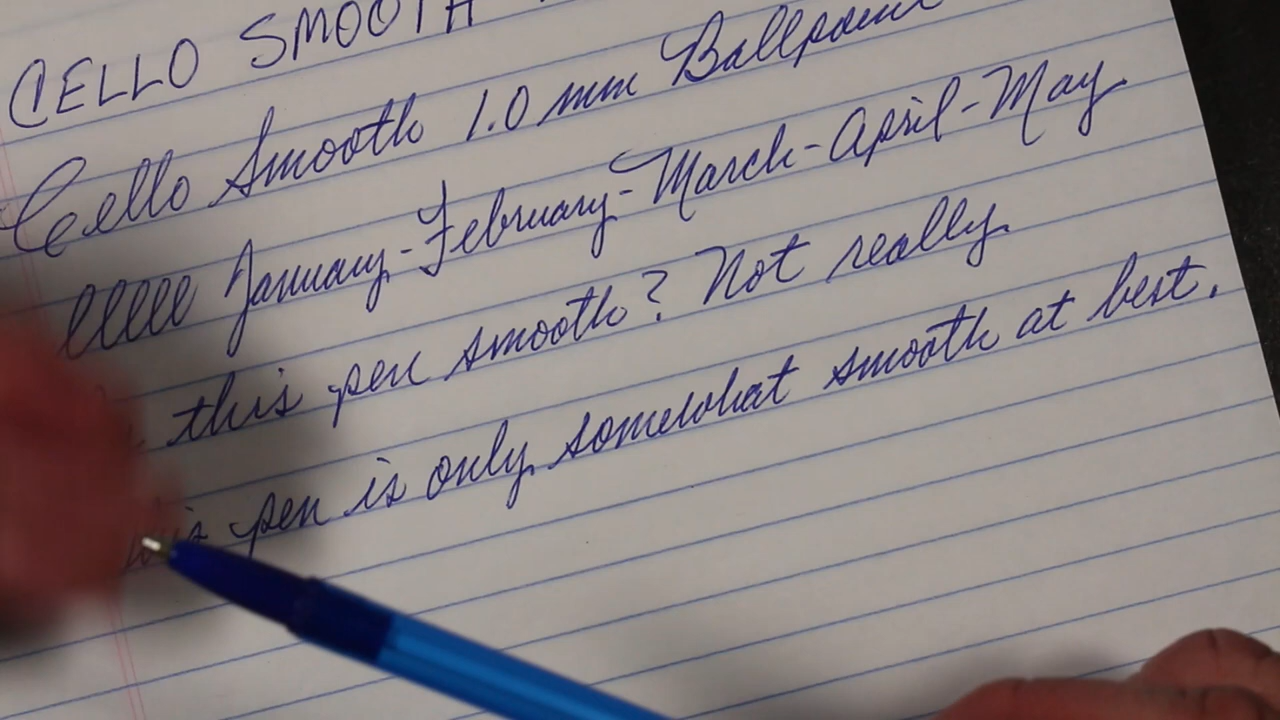 CELLO SMOOTH
Cello Smooth 1.0 mm Ballpoint
lllll January-February-March-April-May
this pen smooth? Not really.
pen is only somewhat smooth at best.